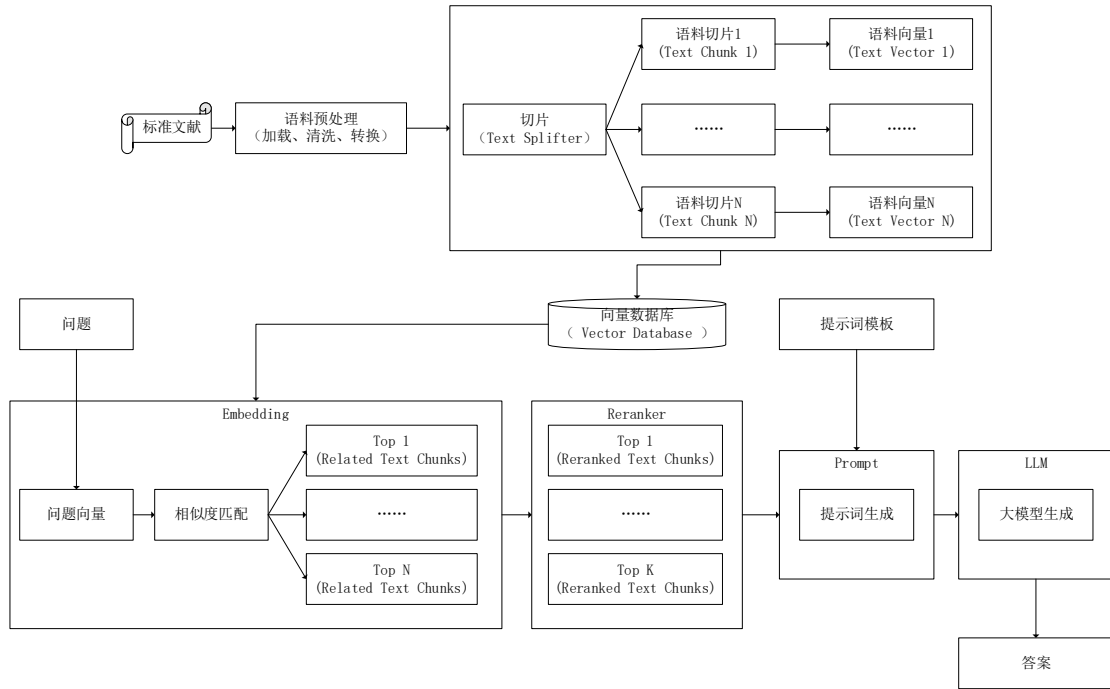 标准文献
语料预处理
（加载、清洗、转换）
切片
（Text Splifter）
语料切片1
(Text Chunk 1)
语料向量1
(Text Vector 1)
……
……
语料切片N
(Text Chunk N)
语料向量N
(Text Vector N)
问题
向量数据库
（ Vector Database ）
提示词模板
Embedding
问题向量
相似度匹配
Top 1
(Related Text Chunks)
……
Top N
(Related Text Chunks)
Reranker
Top 1
(Reranked Text Chunks)
……
Top K
(Reranked Text Chunks)
Prompt
提示词生成
LLM
大模型生成
答案